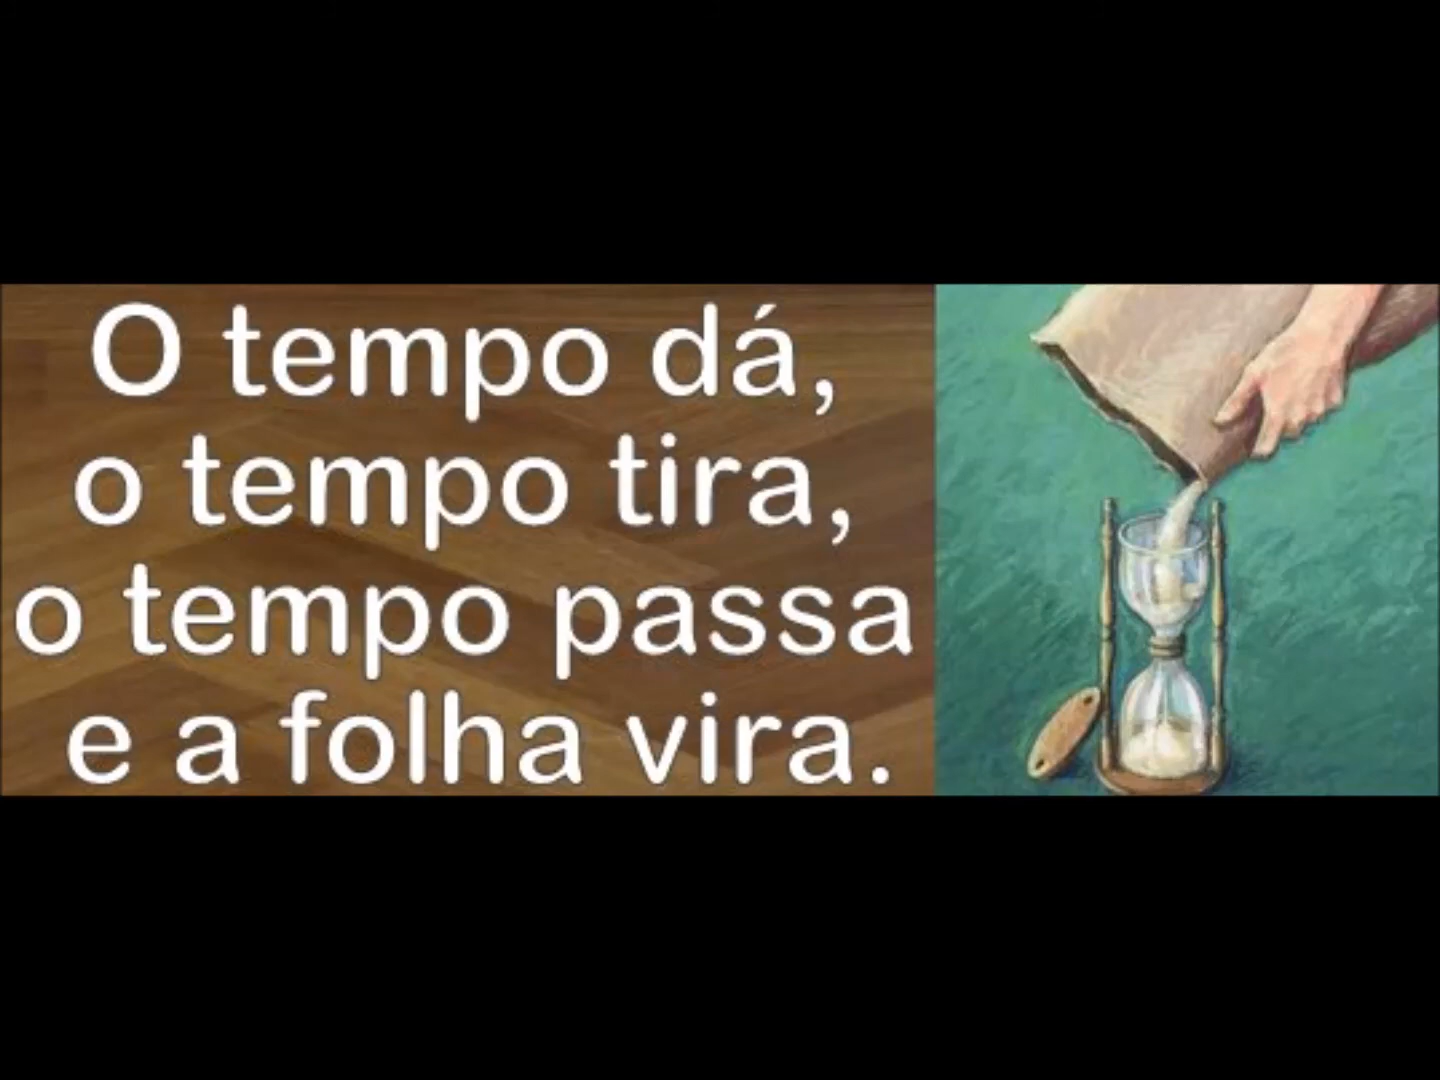 O tempo dá,
o tempo tira,
o tempo passa
e a folha vira.